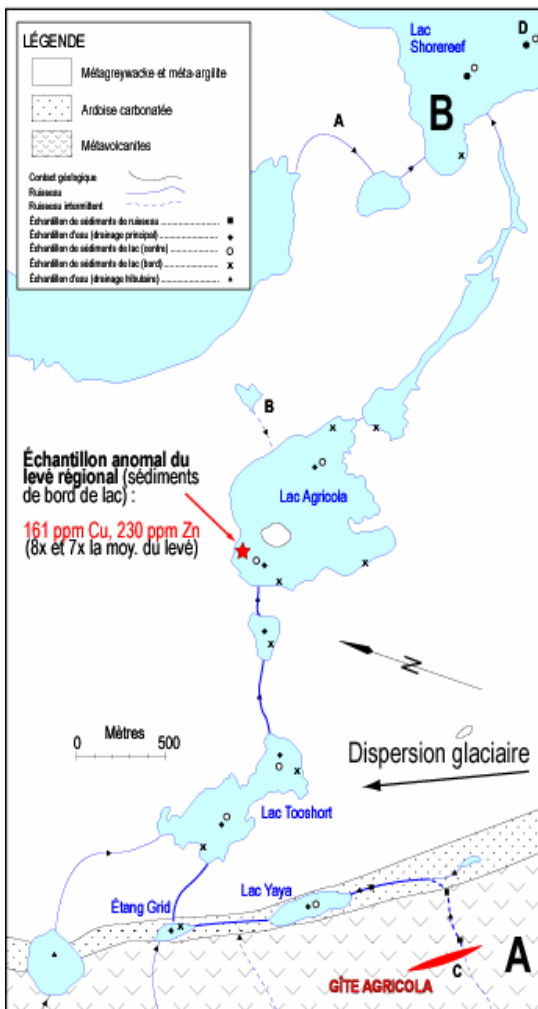 LÉGENDE
Métagreywacke et méta-argilite
Ardoise carbonatée
Métavolcanites
Contact géologique
Ruisseau
Ruisseau intermittent
Échantillon de sédiments de ruisseau
Échantillon d'eau (drainage principal)
Échantillon de sédiments de lac (centre)
Échantillon de sédiments de lac (bord)
Échantillon d'eau (drainage tributaire)
Lac
Shorereef
D
A
B
B
Échantillon anomal du
levé régional (sédiments
de bord de lac) :
161 ppm Cu, 230 ppm Zn
(8x et 7x la moy. du levé)
Lac Agricola
N
Mètres
0 500
Dispersion glaciaire
Lac Tooshort
Lac Yaya
Étang Grid
A
C
GÎTE AGRICOLA